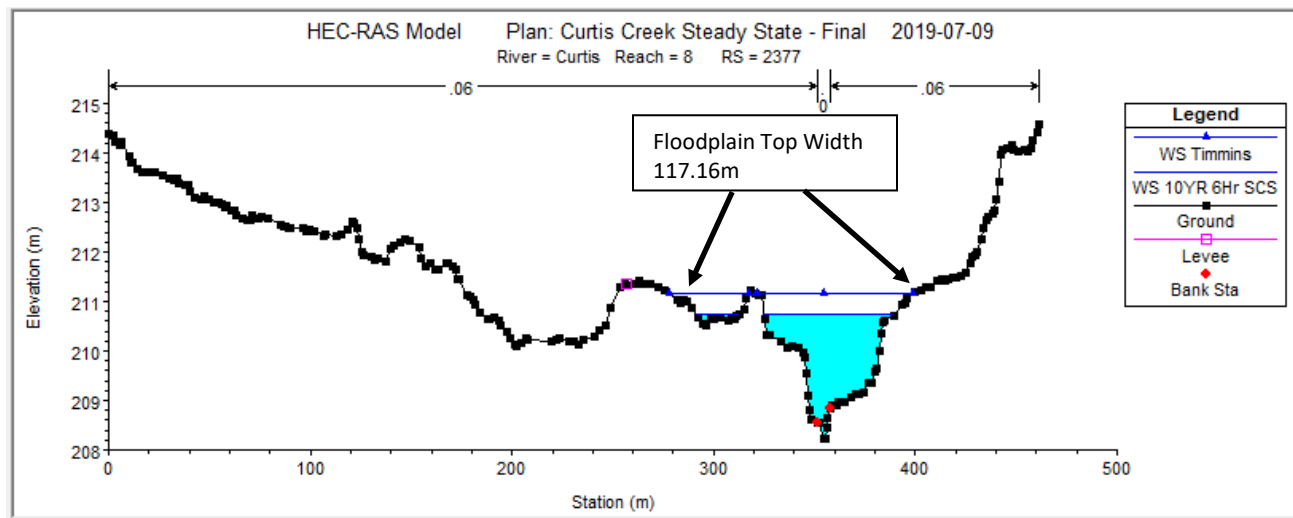 HEC-RAS Model Plan: Curtis Creek Steady State - Final 2019-07-09
River = Curtis Reach = 8 RS = 2377
.06
.0
.06
Floodplain Top Width
117.16m
215
214
213
212
211
210
209
208
Elevation (m)
0
100
200
300
400
500
Station (m)
Legend
WS Timmins
WS 10YR 6Hr SCS
Ground
Levee
Bank Sta